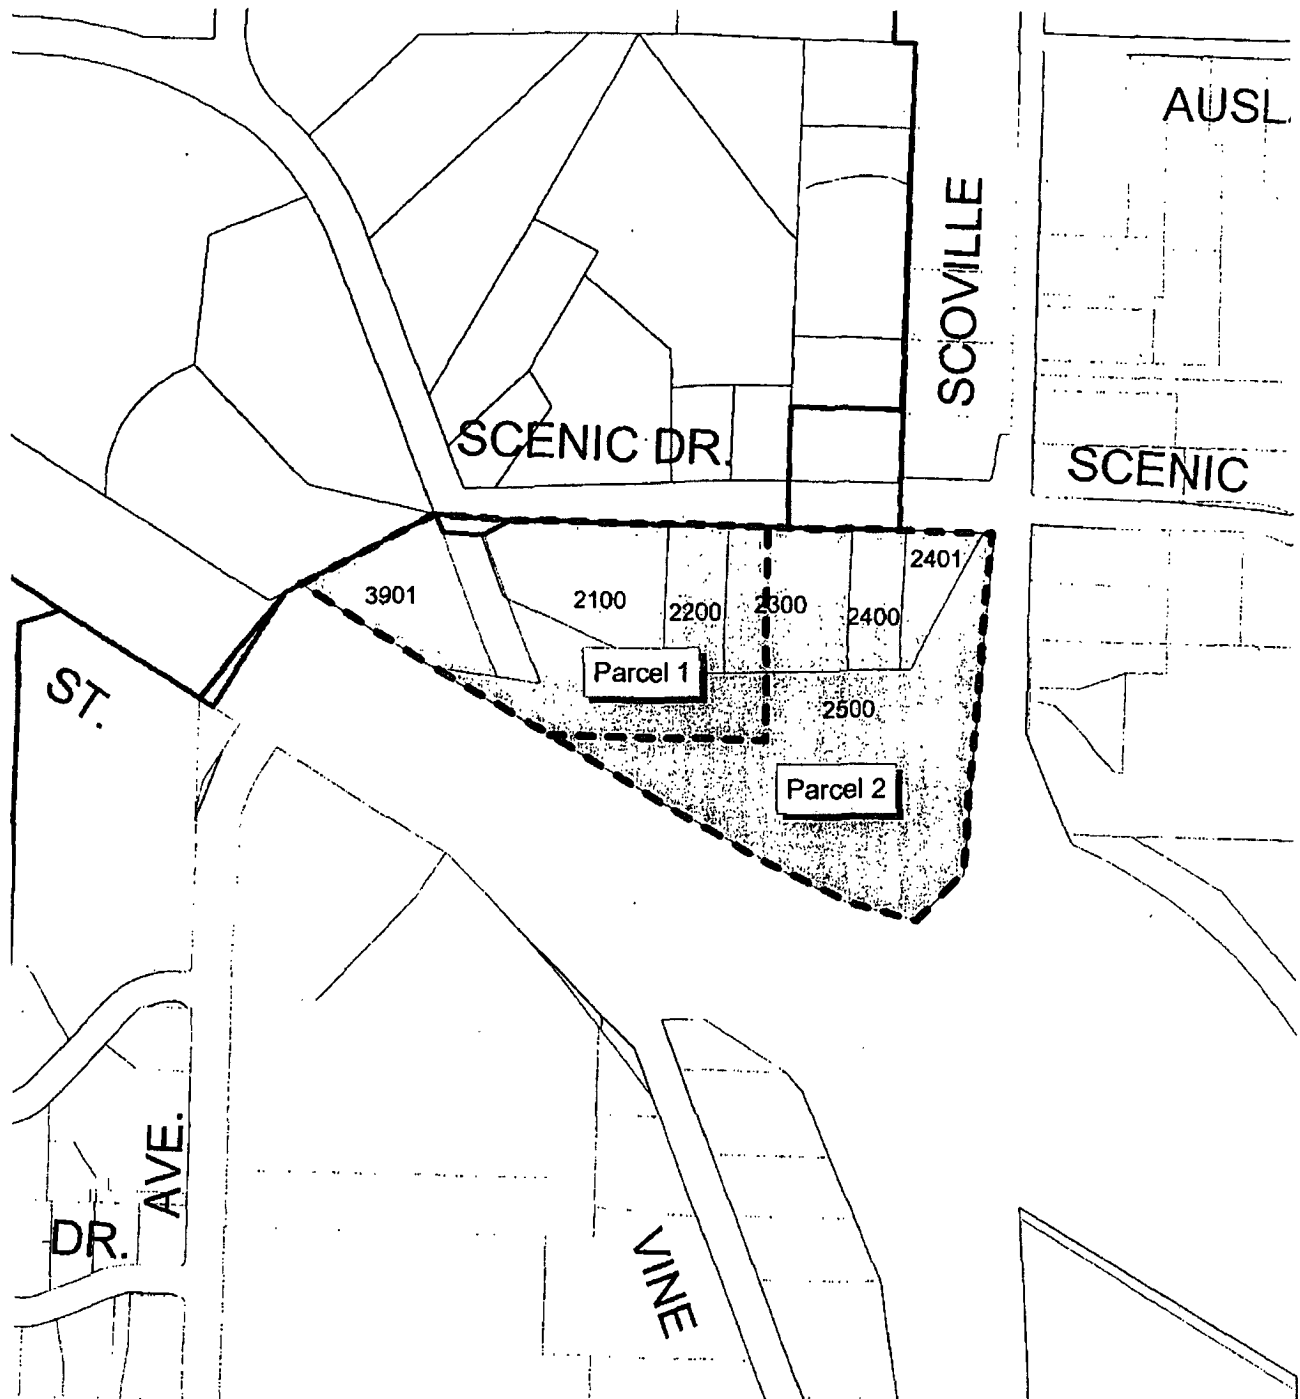 AUSL
SCOVILLE
SCENIC DR.
SCENIC
2401
3901
2100
2200
2300
2400
Parcel 1
2500
ST.
Parcel 2
AVE.
DR.
VINE